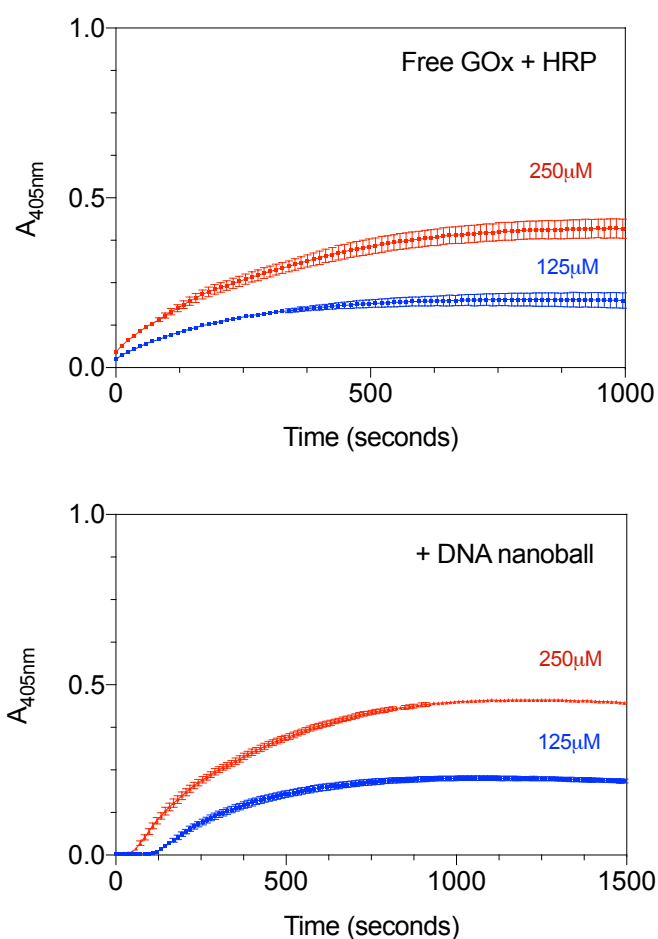 1.0
Free GOx + HRP
250μM
A405nm
0.5
125μM
0.0
0
500
1000
Time (seconds)
1.0
+ DNA nanoball
250μM
A405nm
0.5
125μM
0.0
0
500
1000
1500
Time (seconds)